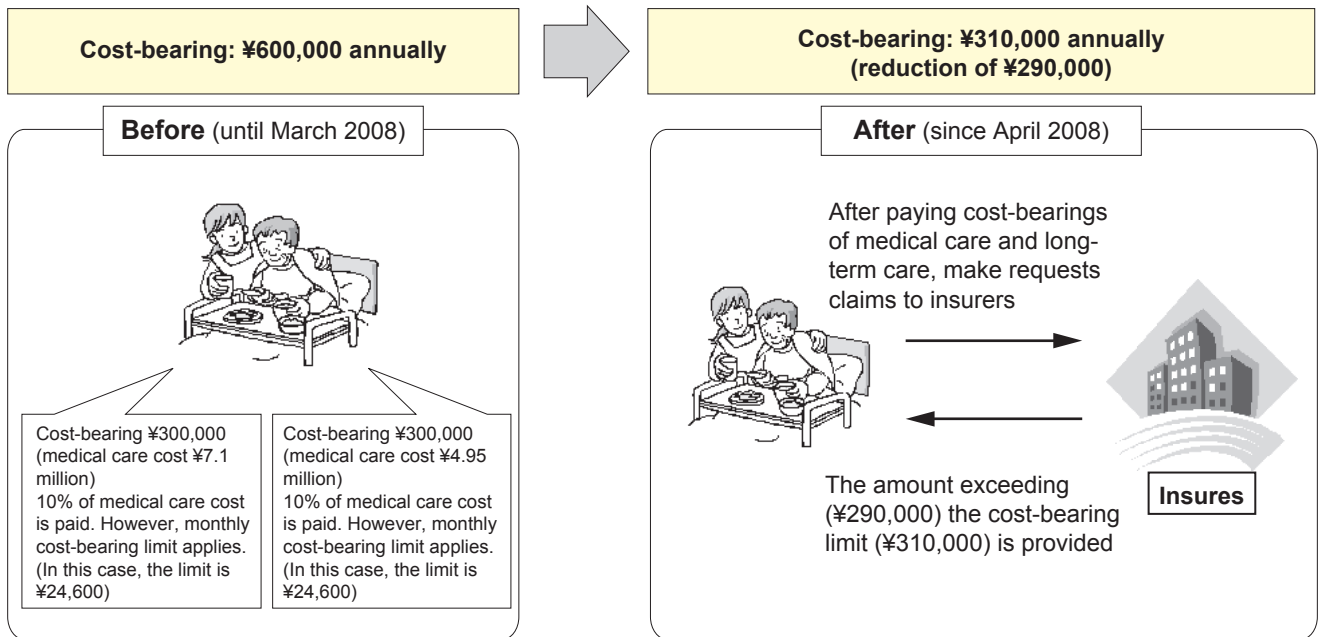 Cost-bearing: ¥600,000 annually
Cost-bearing: ¥310,000 annually
(reduction of ¥290,000)
Before (until March 2008)
Cost-bearing ¥300,000
(medical care cost ¥7.1
million)
10% of medical care cost
is paid. However, monthly
cost-bearing limit applies.
(In this case, the limit is
¥24,600)
Cost-bearing ¥300,000
(medical care cost ¥4.95
million)
10% of medical care cost
is paid. However, monthly
cost-bearing limit applies.
(In this case, the limit is
¥24,600)
After (since April 2008)
After paying cost-bearings
of medical care and long-
term care, make requests
claims to insurers
The amount exceeding
(¥290,000) the cost-bearing
limit (¥310,000) is provided
Insures